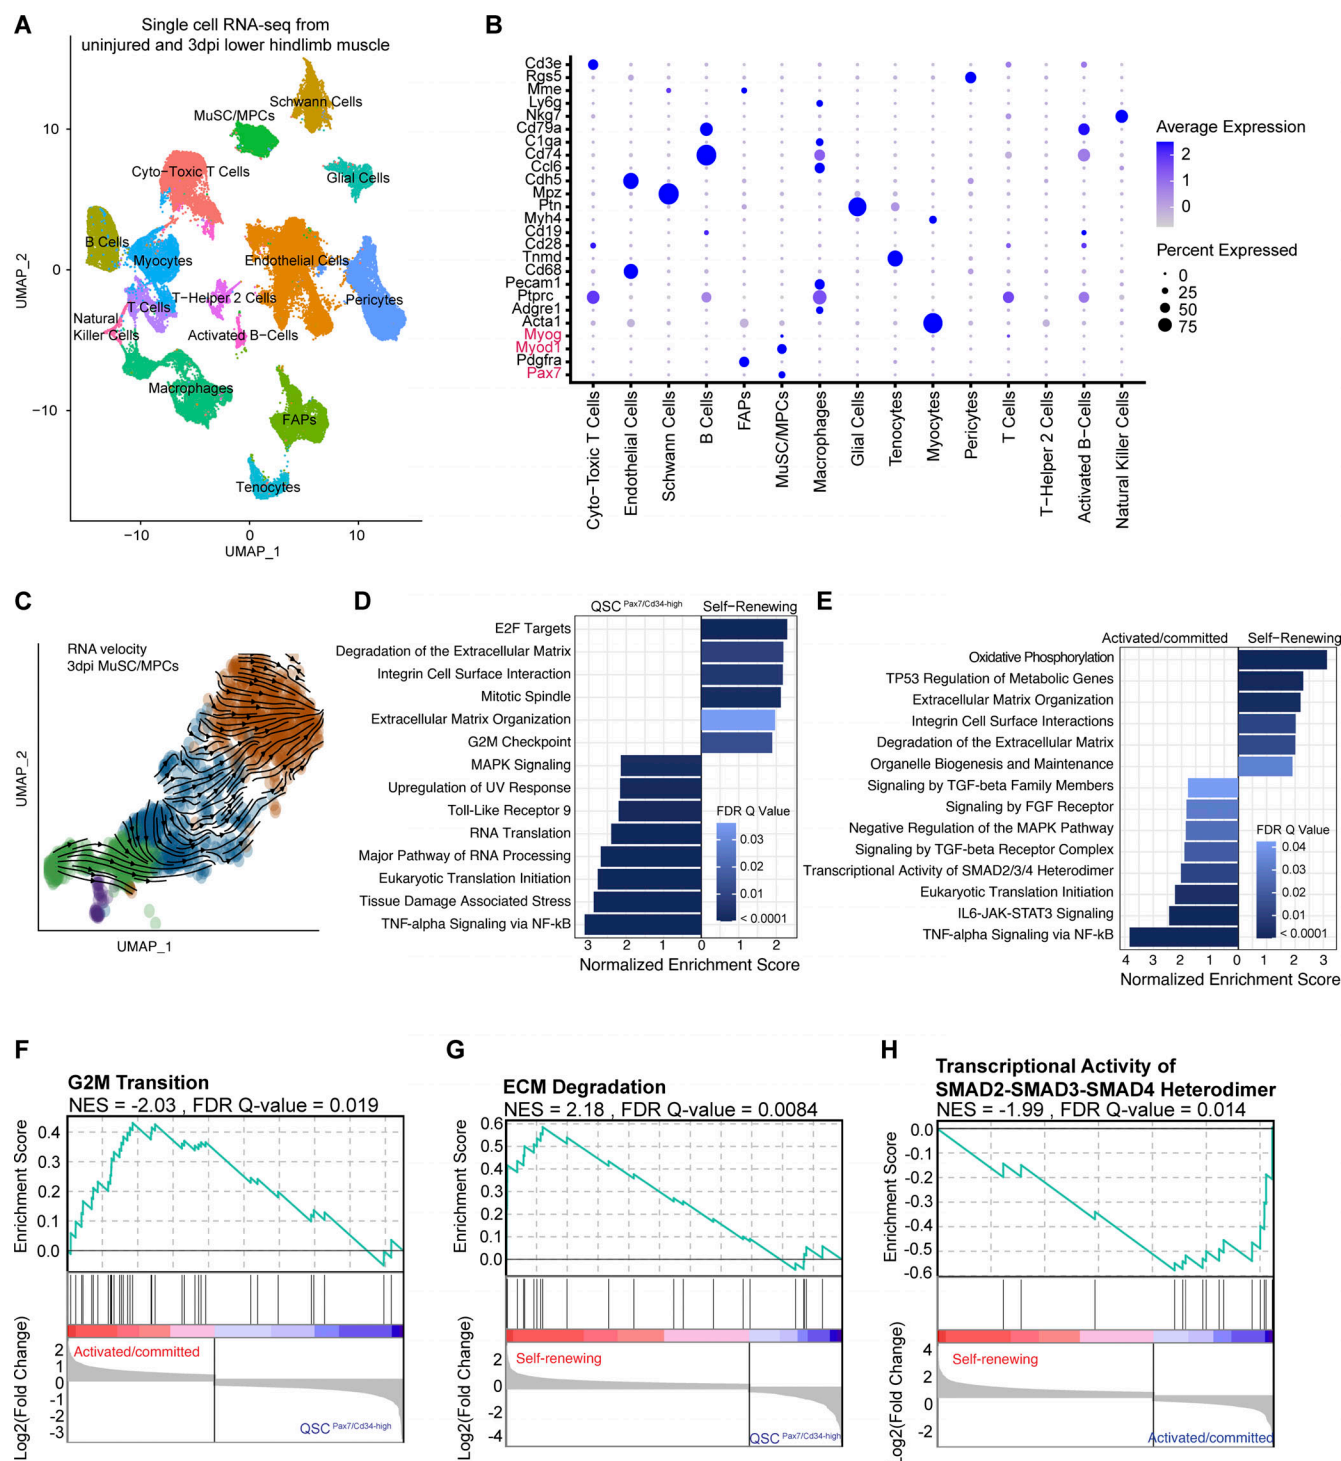 A
Single cell RNA-seq from
uninjured and 3dpi lower hindlimb muscle
UMAP_2
10
0
−10
Schwann Cells
MuSC/MPCs
Cyto-Toxic T Cells
Glial Cells
B Cells
Myocytes
Endothelial Cells
T Cells
T−Helper 2 Cells
Pericytes
Natural
Killer Cells
Activated B−Cells
Macrophages
FAPs
Tenocytes
−10
0
10
UMAP_1
B
Cd3e
Rgs5
Mme
Ly6g
Nkg7
Cd79a
C1qa
Cd74
Ccl6
Cdh5
Mpz
Ptn
Myh4
Cd19
Cd28
Tnmd
Cd68
Pecam1
Ptprc
Adgre1
Acta1
Myog
Myod1
Pdgfra
Pax7
Cyto−Toxic T Cells
Endothelial Cells
Schwann Cells
B Cells
FAPs
MuSC/MPCs
Macrophages
Glial Cells
Tenocytes
Myocytes
Pericytes
T Cells
T−Helper 2 Cells
Activated B−Cells
Natural Killer Cells
Average Expression
2
1
0
Percent Expressed
0
25
50
75
C
RNA velocity
3dpi MuSC/MPCs
UMAP_2
UMAP_1
D
QSC Pax7/Cd34-high
Self-Renewing
E2F Targets
Degradation of the Extracellular Matrix
Integrin Cell Surface Interaction
Mitotic Spindle
Extracellular Matrix Organization
G2M Checkpoint
MAPK Signaling
Upregulation of UV Response
Toll-Like Receptor 9
RNA Translation
Major Pathway of RNA Processing
Eukaryotic Translation Initiation
Tissue Damage Associated Stress
TNF-alpha Signaling via NF-kB
FDR Q Value
0.03
0.02
0.01
< 0.0001
3 2 1 0 1 2
Normalized Enrichment Score
E
Activated/committed
Self-Renewing
Oxidative Phosphorylation
TP53 Regulation of Metabolic Genes
Extracellular Matrix Organization
Integrin Cell Surface Interactions
Degradation of the Extracellular Matrix
Organelle Biogenesis and Maintenance
Signaling by TGF-beta Family Members
Signaling by FGF Receptor
Negative Regulation of the MAPK Pathway
Signaling by TGF-beta Receptor Complex
Transcriptional Activity of SMAD2/3/4 Heterodimer
Eukaryotic Translation Initiation
IL6-JAK-STAT3 Signaling
TNF-alpha Signaling via NF-kB
FDR Q Value
0.04
0.03
0.02
0.01
< 0.0001
4 3 2 1 0 1 2 3
Normalized Enrichment Score
F
G2M Transition
NES = -2.03 , FDR Q-value = 0.019
Enrichment Score
0.4
0.3
0.2
0.1
0.0
Log2(Fold Change)
2
1
0
-1
-2
-3
Activated/committed
QSC Pax7/Cd34-high
G
ECM Degradation
NES = 2.18 , FDR Q-value = 0.0084
Enrichment Score
0.6
0.5
0.4
0.3
0.2
0.1
0.0
Log2(Fold Change)
2
0
-2
-4
Self-renewing
QSC Pax7/Cd34-high
H
Transcriptional Activity of
SMAD2-SMAD3-SMAD4 Heterodimer
NES = -1.99 , FDR Q-value = 0.014
Enrichment Score
0.0
-0.1
-0.2
-0.3
-0.4
-0.5
-0.6
Log2(Fold Change)
4
2
0
-2
Self-renewing
Activated/committed